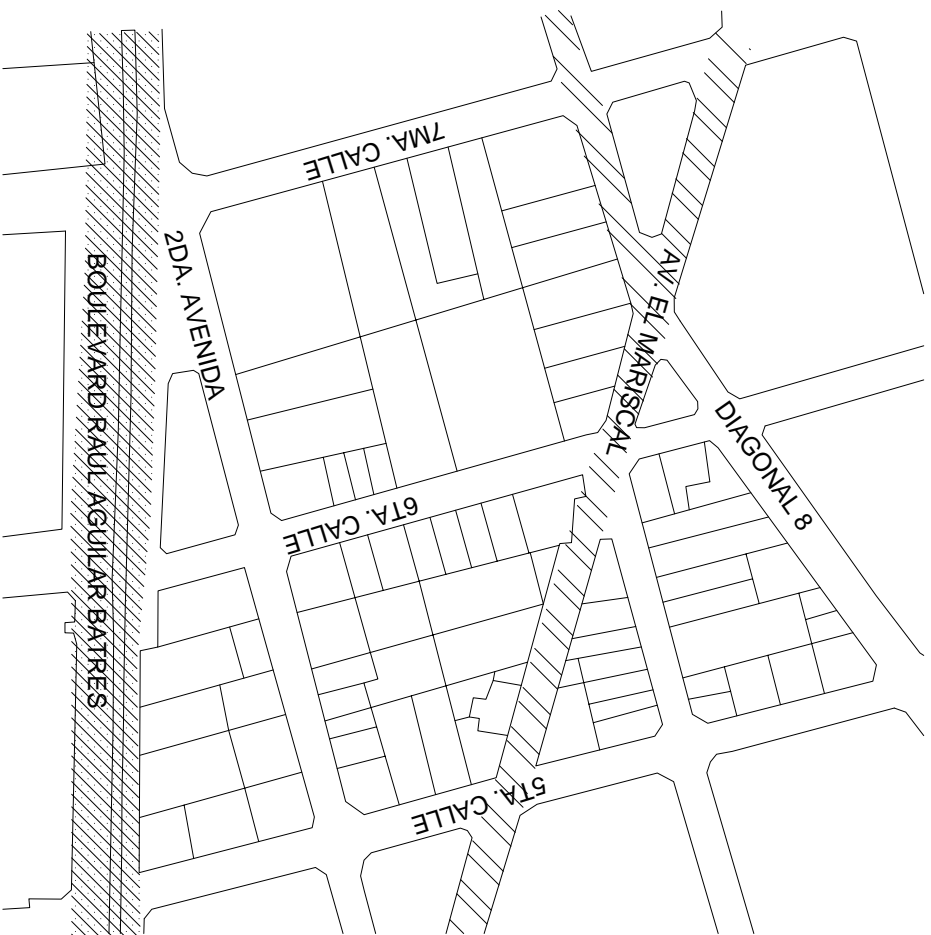 7MA. CALLE
2DA. AVENIDA
BOULEVARD RAUL AGUILAR BATRES
AV. EL MARISCAL
DIAGONAL 8
6TA. CALLE
5TA. CALLE